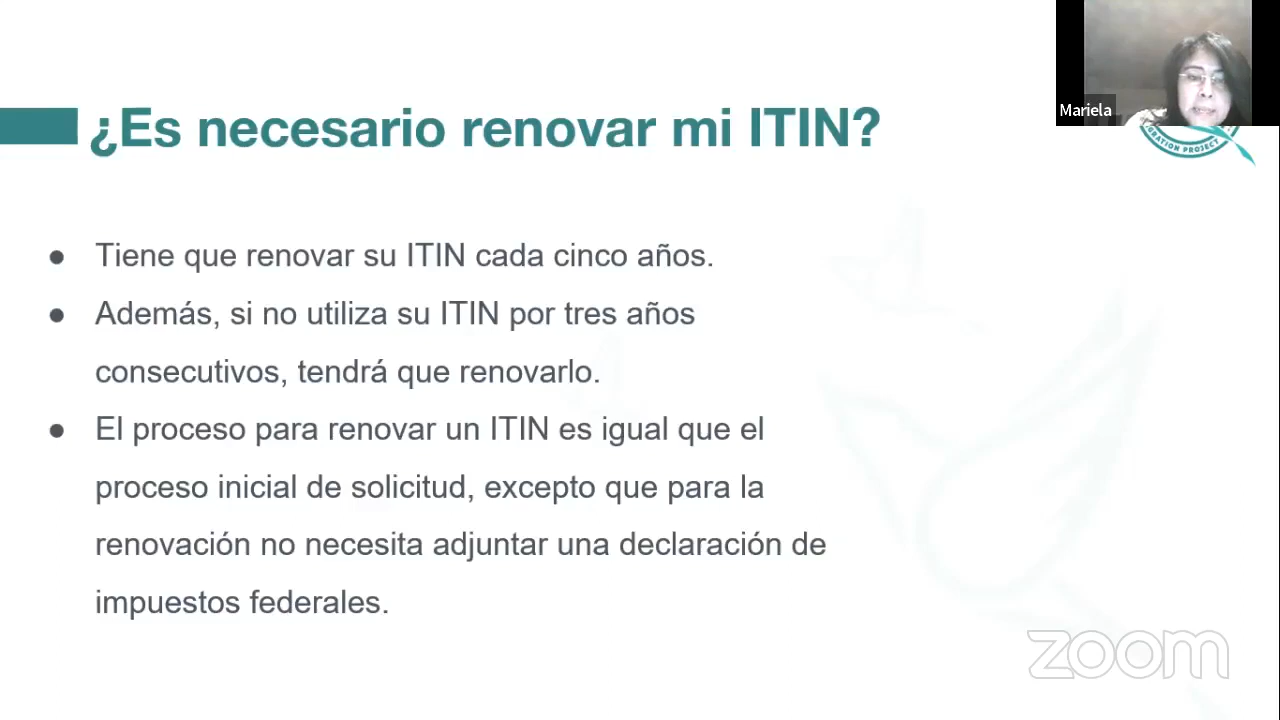 ¿Es necesario renovar mi ITIN?
Mariela
GRATION PROJECT
● Tiene que renovar su ITIN cada cinco años.
● Además, si no utiliza su ITIN por tres años
consecutivos, tendrá que renovarlo.
● El proceso para renovar un ITIN es igual que el
proceso inicial de solicitud, excepto que para la
renovación no necesita adjuntar una declaración de
impuestos federales.
zoom